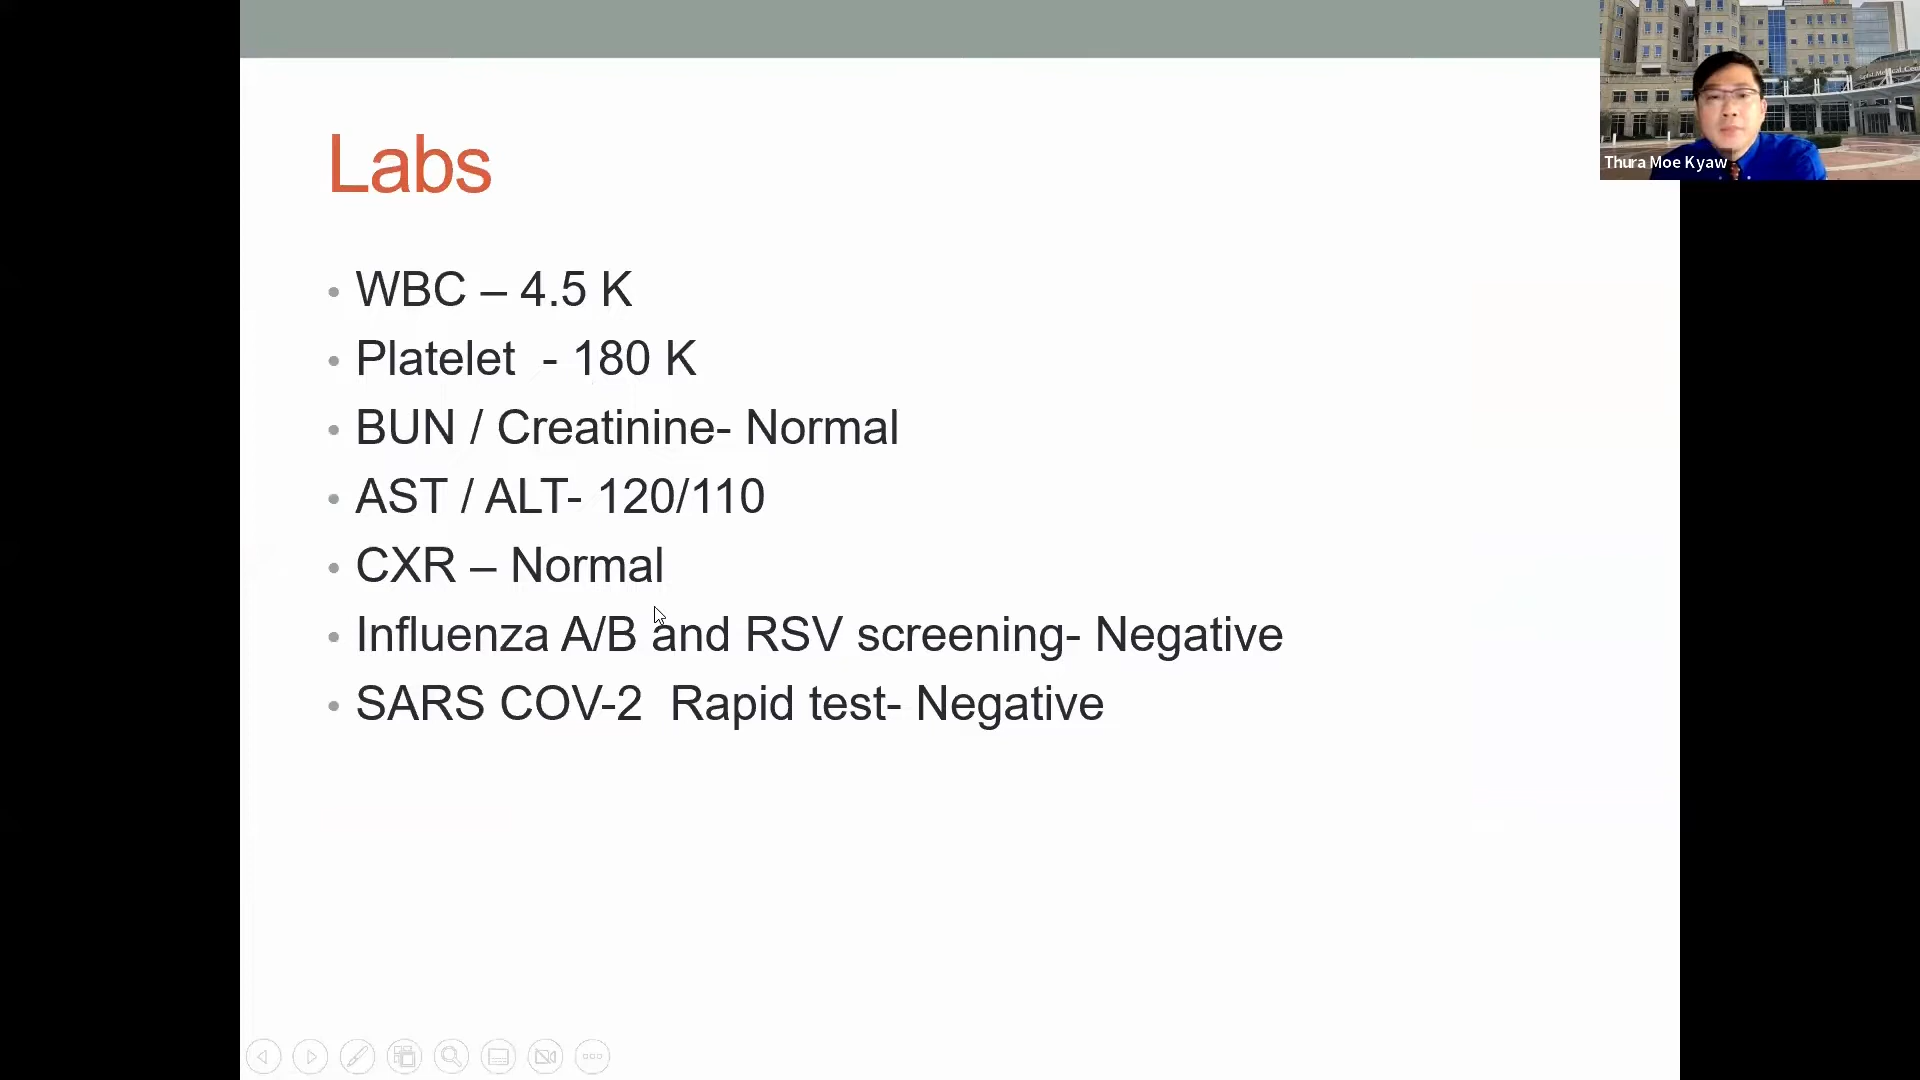 Labs
• WBC – 4.5 K
• Platelet  - 180 K
• BUN / Creatinine- Normal
• AST / ALT- 120/110
• CXR – Normal
• Influenza A/B and RSV screening- Negative
• SARS COV-2  Rapid test- Negative
Thura Moe Kyaw